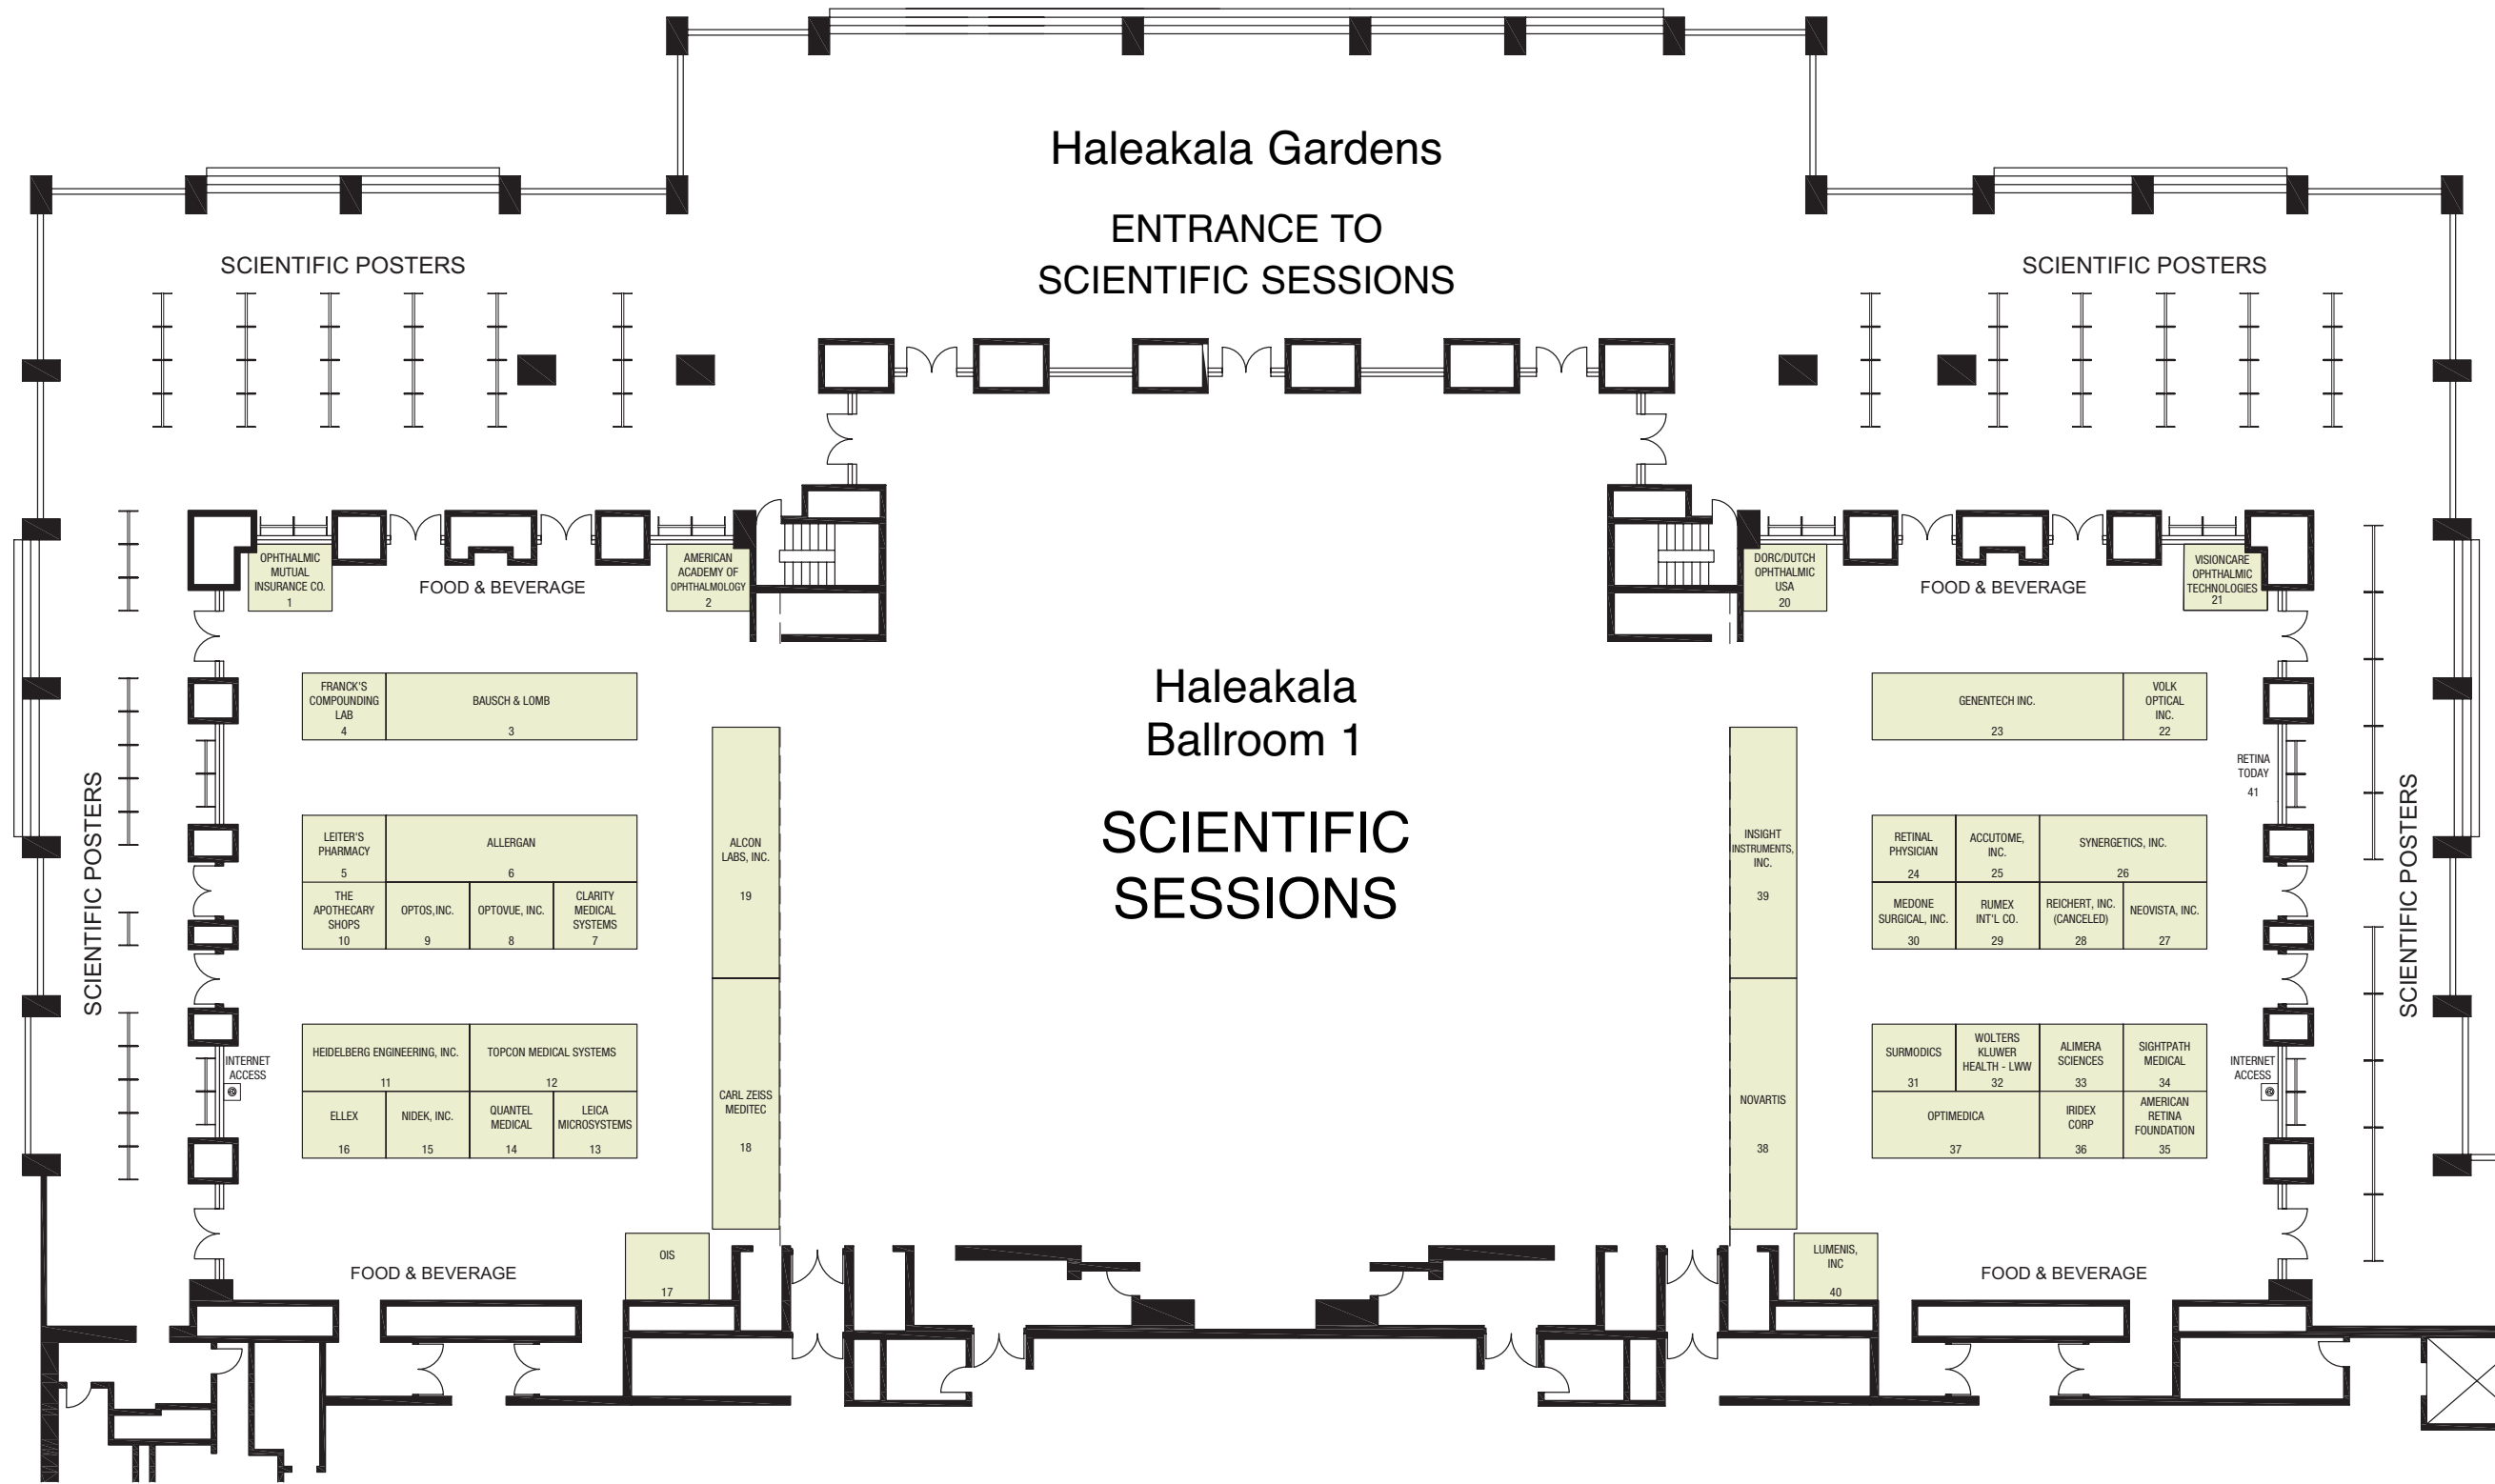 Haleakala Gardens
ENTRANCE TO
SCIENTIFIC SESSIONS
SCIENTIFIC POSTERS
SCIENTIFIC POSTERS
OPHTHALMIC
MUTUAL
INSURANCE CO.
1
FOOD & BEVERAGE
AMERICAN
ACADEMY OF
OPHTHALMOLOGY
2
DORC/DUTCH
OPHTHALMIC
USA
20
FOOD & BEVERAGE
VISIONCARE
OPHTHALMIC
TECHNOLOGIES
21
FRANCK'S
COMPOUNDING
LAB
4
BAUSCH & LOMB
3
Haleakala
Ballroom 1
SCIENTIFIC
SESSIONS
GENENTECH INC.
23
VOLK
OPTICAL
INC.
22
RETINA
TODAY
41
SCIENTIFIC POSTERS
LEITER'S
PHARMACY
5
ALLERGAN
6
THE
APOTHECARY
SHOPS
10
OPTOS,INC.
9
OPTOVUE, INC.
8
CLARITY
MEDICAL
SYSTEMS
7
ALCON
LABS, INC.
19
INSIGHT
INSTRUMENTS,
INC.
39
RETINAL
PHYSICIAN
24
ACCUTOME,
INC.
25
SYNERGETICS, INC.
26
MEDONE
SURGICAL, INC.
30
RUMEX
INT'L CO.
29
REICHERT, INC.
(CANCELED)
28
NEOVISTA, INC.
27
SCIENTIFIC POSTERS
INTERNET
ACCESS
HEIDELBERG ENGINEERING, INC.
11
TOPCON MEDICAL SYSTEMS
12
ELLEX
16
NIDEK, INC.
15
QUANTEL
MEDICAL
14
LEICA
MICROSYSTEMS
13
CARL ZEISS
MEDITEC
18
NOVARTIS
38
SURMODICS
31
WOLTERS
KLUWER
HEALTH - LWW
32
ALIMERA
SCIENCES
33
SIGHTPATH
MEDICAL
34
OPTIMEDICA
37
IRIDEX
CORP
36
AMERICAN
RETINA
FOUNDATION
35
INTERNET
ACCESS
FOOD & BEVERAGE
OIS
17
LUMENIS,
INC
40
FOOD & BEVERAGE